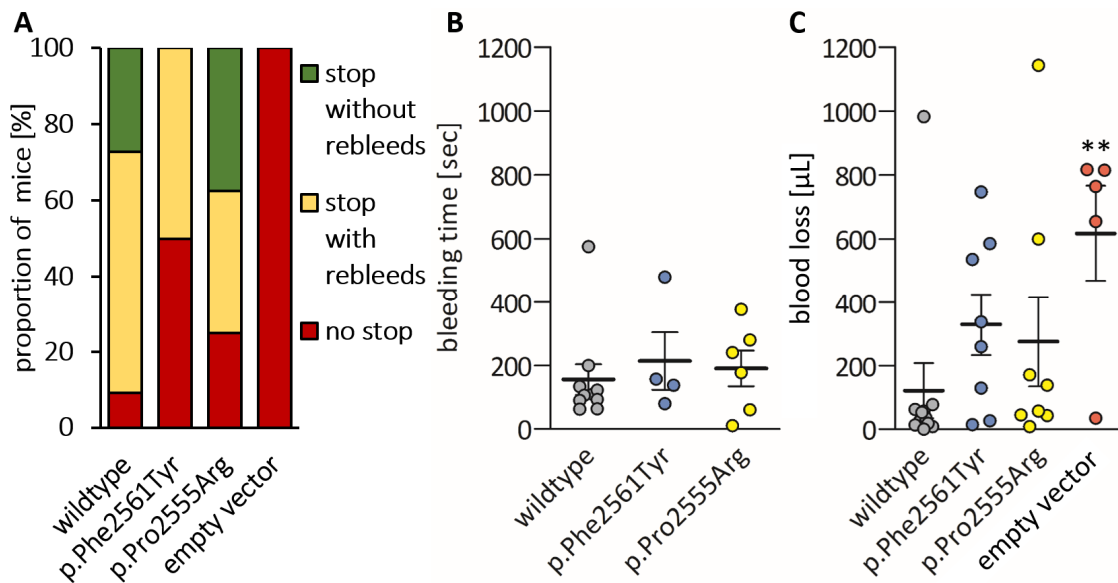 A
proportion of mice [%]
100
80
60
40
20
0
wildtype
p.Phe2561Tyr
p.Pro2555Arg
empty vector
stop
without
rebleeds
stop
with
rebleeds
no stop
B
bleeding time [sec]
1200
1000
800
600
400
200
0
wildtype
p.Phe2561Tyr
p.Pro2555Arg
C
blood loss [µL]
1200
1000
800
600
400
200
0
**
wildtype
p.Phe2561Tyr
p.Pro2555Arg
empty vector